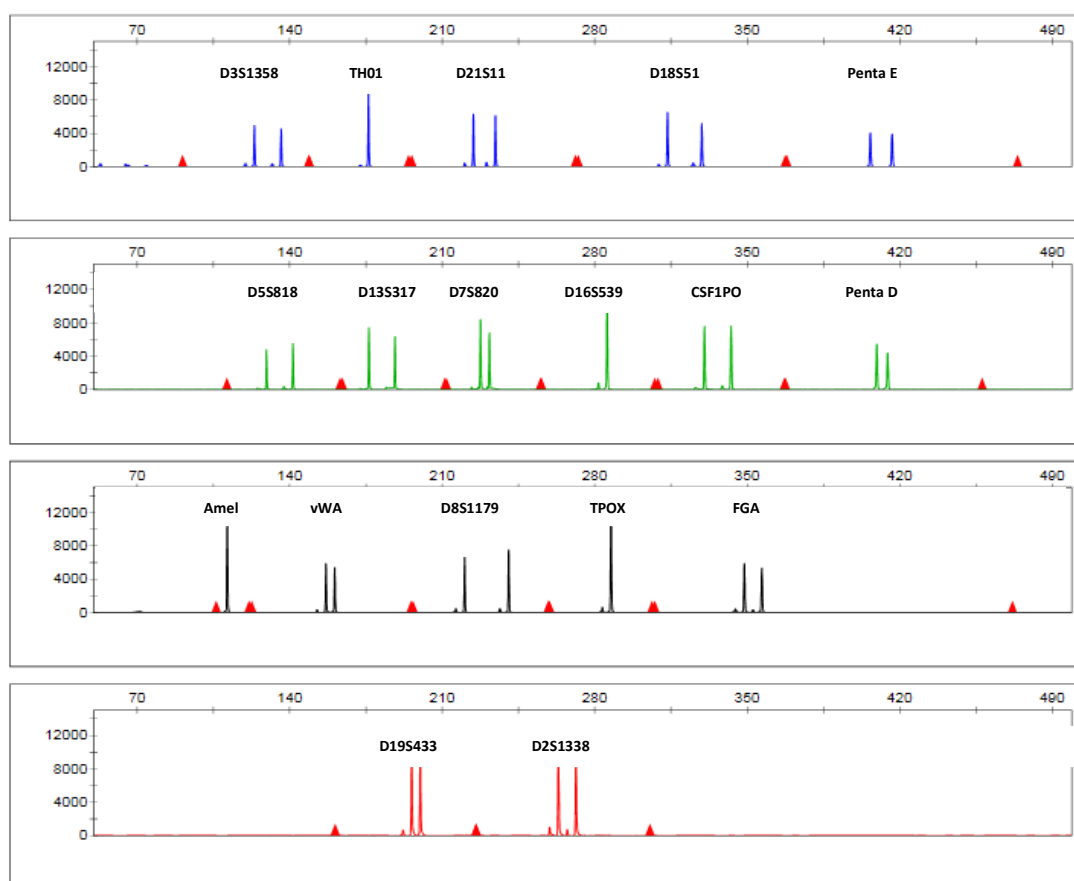 70 140 210 280 350 420 490
D3S1358 TH01 D21S11 D18S51 Penta E
12000
8000
4000
0
70 140 210 280 350 420 490
D5S818 D13S317 D7S820 D16S539 CSF1PO Penta D
12000
8000
4000
0
70 140 210 280 350 420 490
Amel vWA D8S1179 TPOX FGA
12000
8000
4000
0
70 140 210 280 350 420 490
D19S433 D2S1338
12000
8000
4000
0